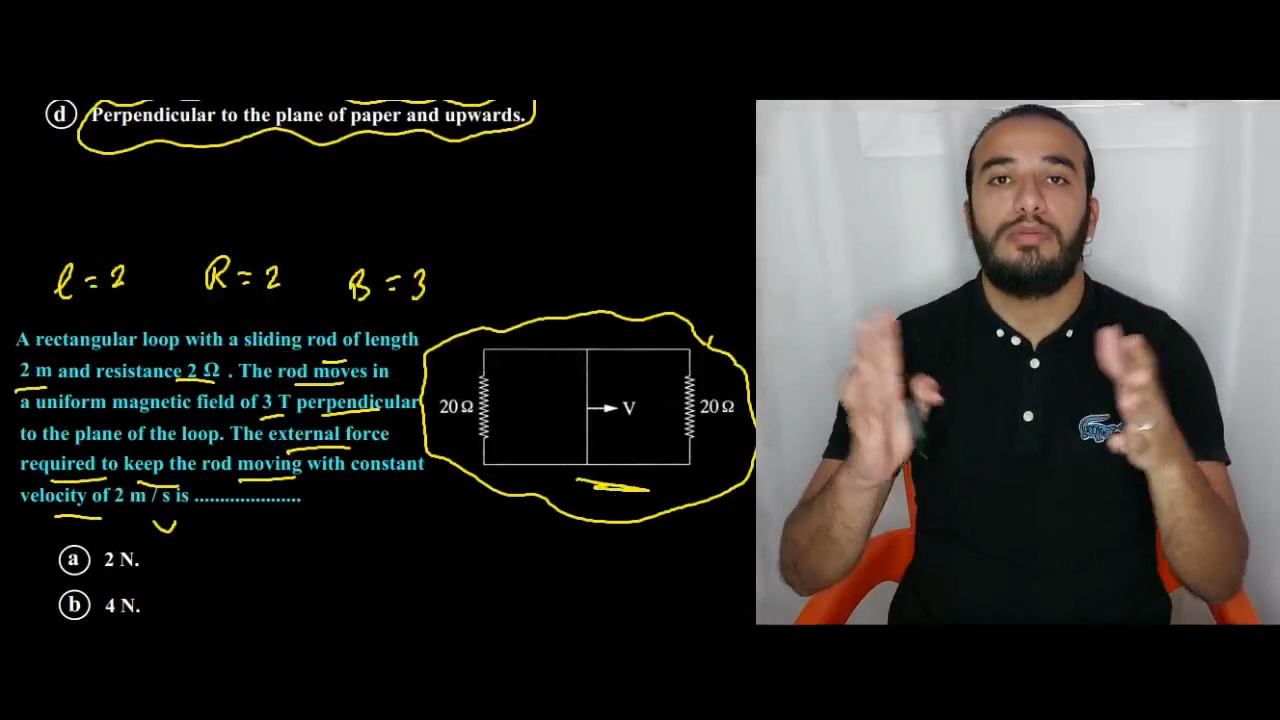 d Perpendicular to the plane of paper and upwards.
l = 2 R = 2 B = 3
A rectangular loop with a sliding rod of length
2 m and resistance 2 Ω . The rod moves in
a uniform magnetic field of 3 T perpendicular
to the plane of the loop. The external force
required to keep the rod moving with constant
velocity of 2 m / s is .....................
20 Ω V 20 Ω
a 2 N.
b 4 N.